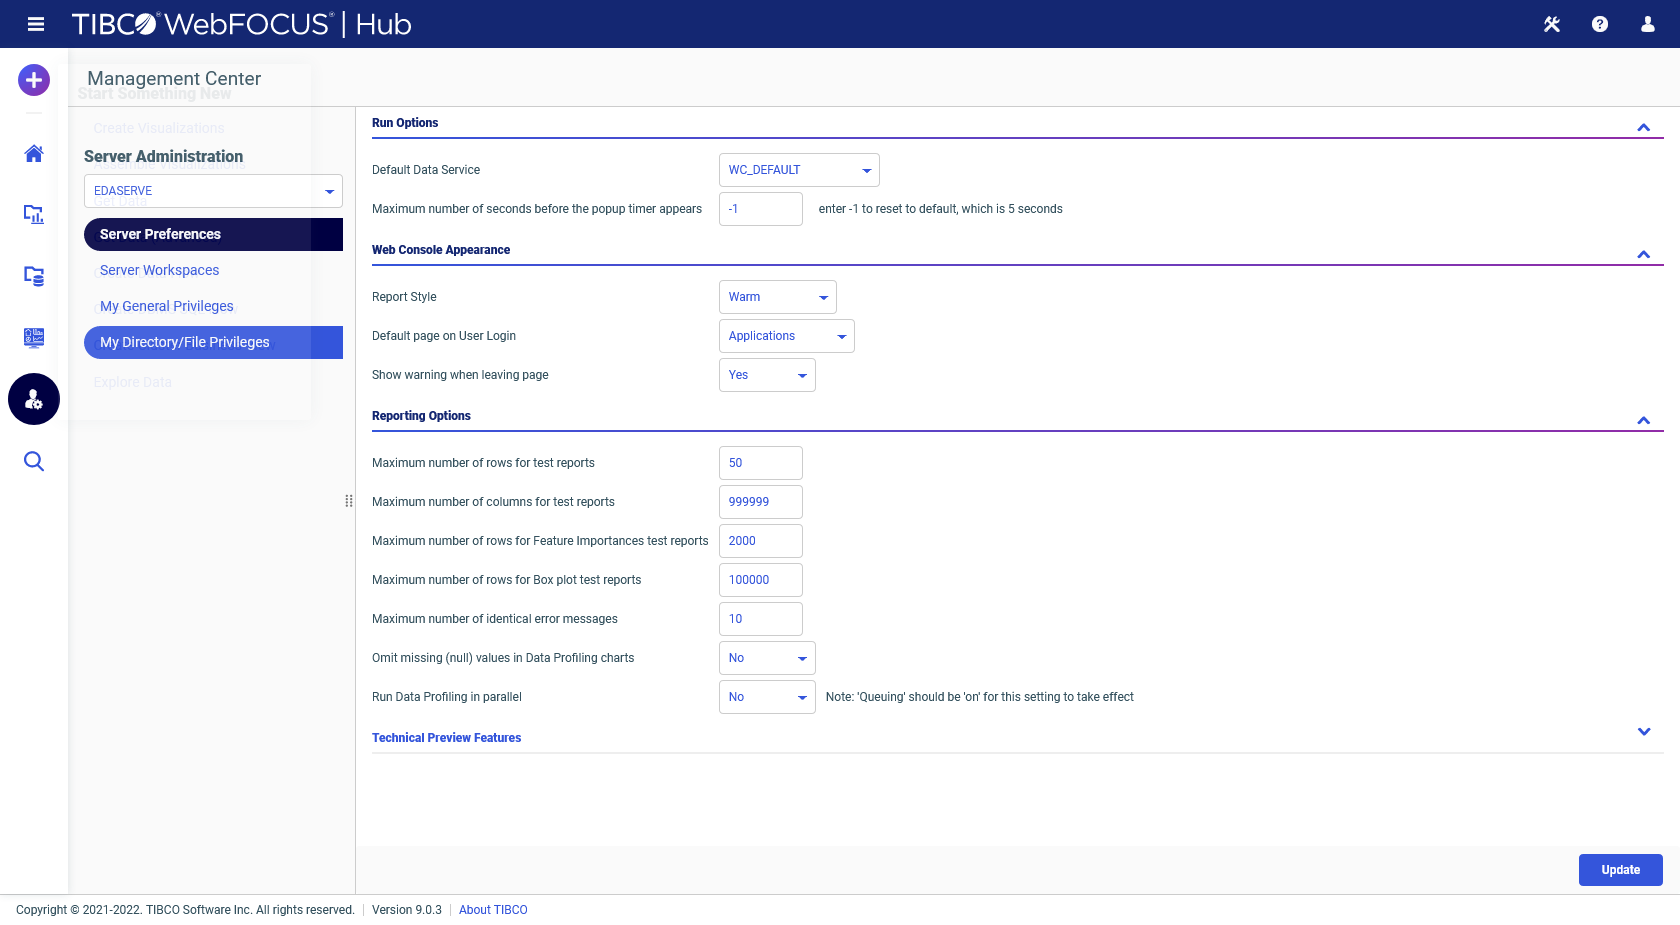 TIBCO® WebFOCUS® | Hub
Management Center
Start Something New
Create Visualizations
Server Administration
EDASERVE
Get Data
Server Preferences
Server Workspaces
My General Privileges
My Directory/File Privileges
Explore Data
Run Options
Default Data Service WC_DEFAULT
Maximum number of seconds before the popup timer appears -1 enter -1 to reset to default, which is 5 seconds
Web Console Appearance
Report Style Warm
Default page on User Login Applications
Show warning when leaving page Yes
Reporting Options
Maximum number of rows for test reports 50
Maximum number of columns for test reports 999999
Maximum number of rows for Feature Importances test reports 2000
Maximum number of rows for Box plot test reports 100000
Maximum number of identical error messages 10
Omit missing (null) values in Data Profiling charts No
Run Data Profiling in parallel No Note: 'Queuing' should be 'on' for this setting to take effect
Technical Preview Features
Update
Copyright © 2021-2022. TIBCO Software Inc. All rights reserved. | Version 9.0.3 | About TIBCO